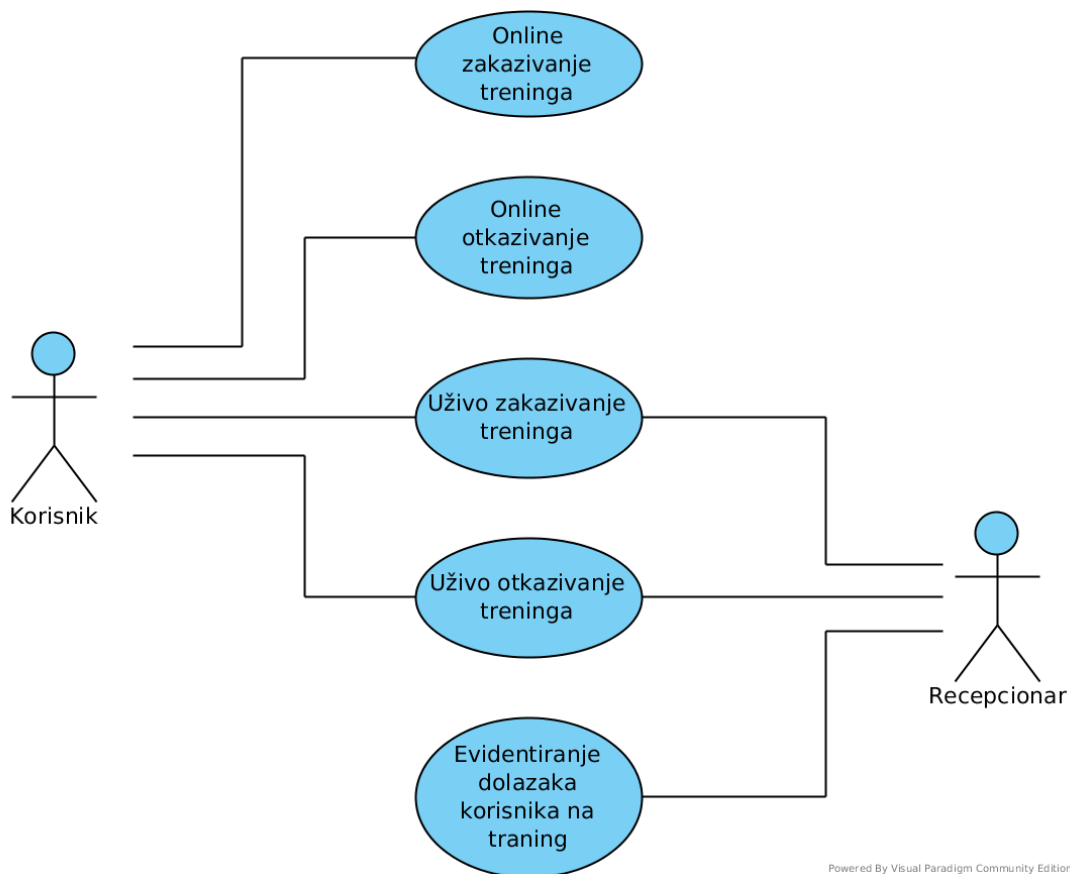 Online
zakazivanje
treninga
Online
otkazivanje
treninga
Uživo zakazivanje
treninga
Korisnik
Uživo otkazivanje
treninga
Recepcionar
Evidentiranje
dolazaka
korisnika na
traning
Powered By Visual Paradigm Community Edition